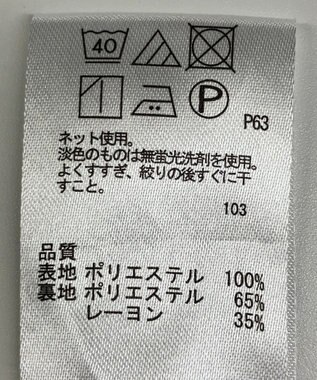 40
P
P63
ネット使用。
淡色のものは無蛍光洗剤を使用。
よくすすぎ、絞りの後すぐに干
すこと。
103
品質
表地 ポリエステル 100%
裏地 ポリエステル 65%
レーヨン 35%